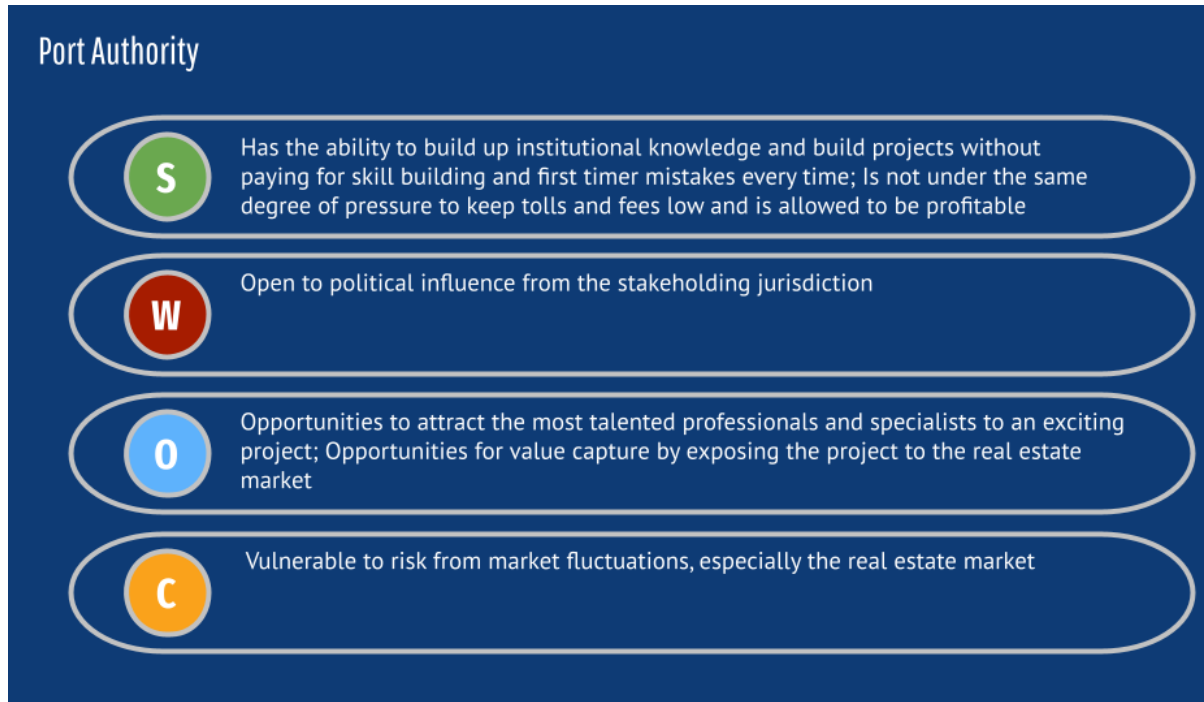 Port Authority
S
Has the ability to build up institutional knowledge and build projects without
paying for skill building and first timer mistakes every time; Is not under the same
degree of pressure to keep tolls and fees low and is allowed to be profitable
W
Open to political influence from the stakeholding jurisdiction
O
Opportunities to attract the most talented professionals and specialists to an exciting
project; Opportunities for value capture by exposing the project to the real estate
market
C
Vulnerable to risk from market fluctuations, especially the real estate market